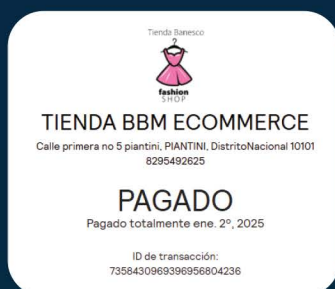 Tienda Banesco
fashion
SHOP
TIENDA BBM ECOMMERCE
Calle primera no 5 piantini, PIANTINI, DistritoNacional 10101
8295492625
PAGADO
Pagado totalmente ene. 2º, 2025
ID de transacción:
7358430969396956804236